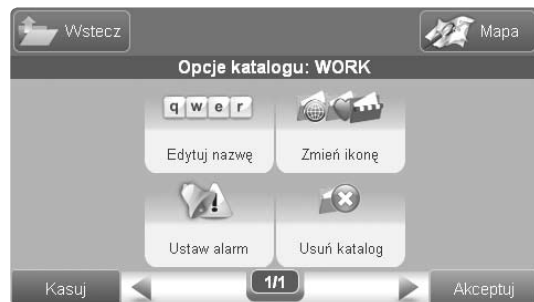 Wstecz
Mapa
Opcje katalogu: WORK
q w e r
Edytuj nazwę
Zmień ikonę
Ustaw alarm
Usuń katalog
Kasuj
1/1
Akceptuj